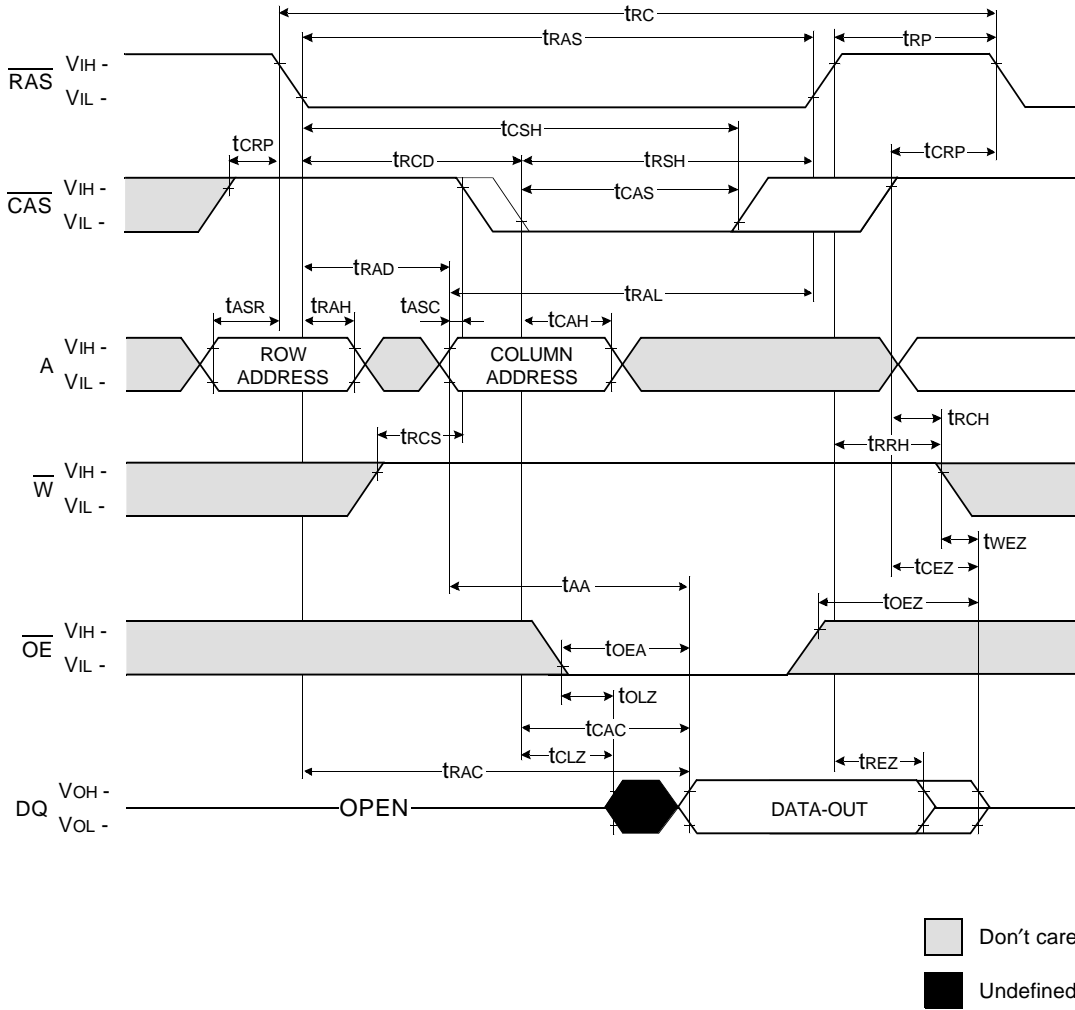 tRC
tRAS
tRP
RAS
VIH -
VIL -
tCSH
tCRP
tRCD
tRSH
tCRP
CAS
VIH -
VIL -
tCAS
tRAD
tRAL
tASR
tRAH
tASC
tCAH
A
VIH -
VIL -
ROW
ADDRESS
COLUMN
ADDRESS
tRCH
tRCS
tRRH
W
VIH -
VIL -
tWEZ
tCEZ
tAA
tOEZ
OE
VIH -
VIL -
tOEA
tOLZ
tCAC
tCLZ
tREZ
tRAC
DQ
VOH -
VOL -
OPEN
DATA-OUT
Don′t care
Undefined